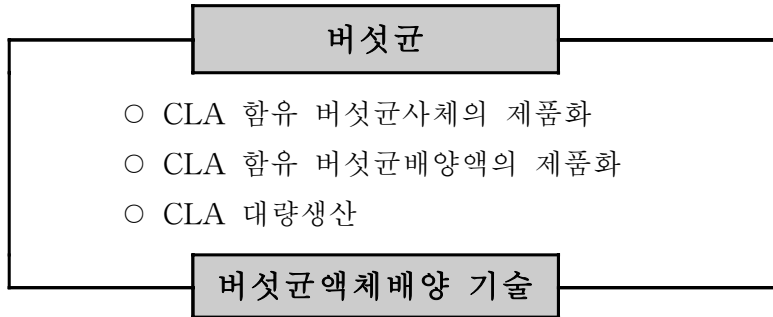 버섯균
○ CLA 함유 버섯균사체의 제품화
○ CLA 함유 버섯균배양액의 제품화
○ CLA 대량생산
버섯균액체배양 기술